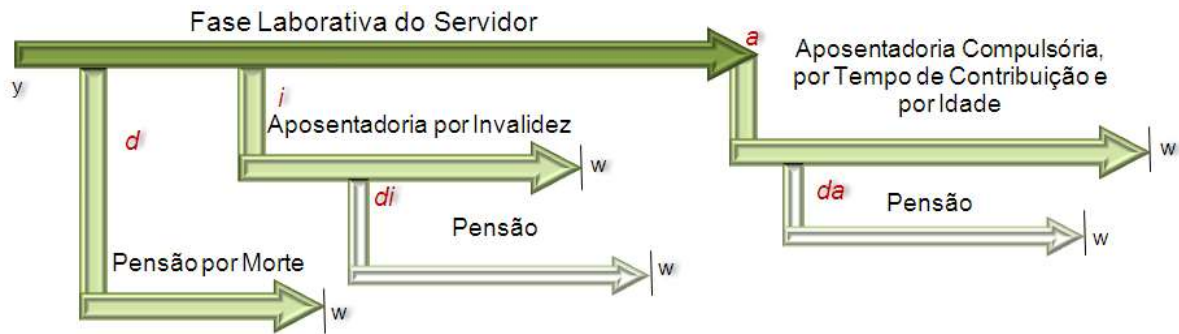 Fase Laborativa do Servidor
a
Aposentadoria Compulsória,
por Tempo de Contribuição e
por Idade
y
i
d
Aposentadoria por Invalidez
w
w
di
da
Pensão
Pensão
w
w
Pensão por Morte
w